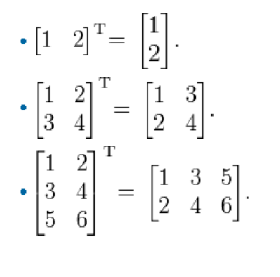 • [1 2]ᵀ = [1
2].
• [1 2
3 4]ᵀ = [1 3
2 4].
• [1 2
3 4
5 6]ᵀ = [1 3 5
2 4 6].